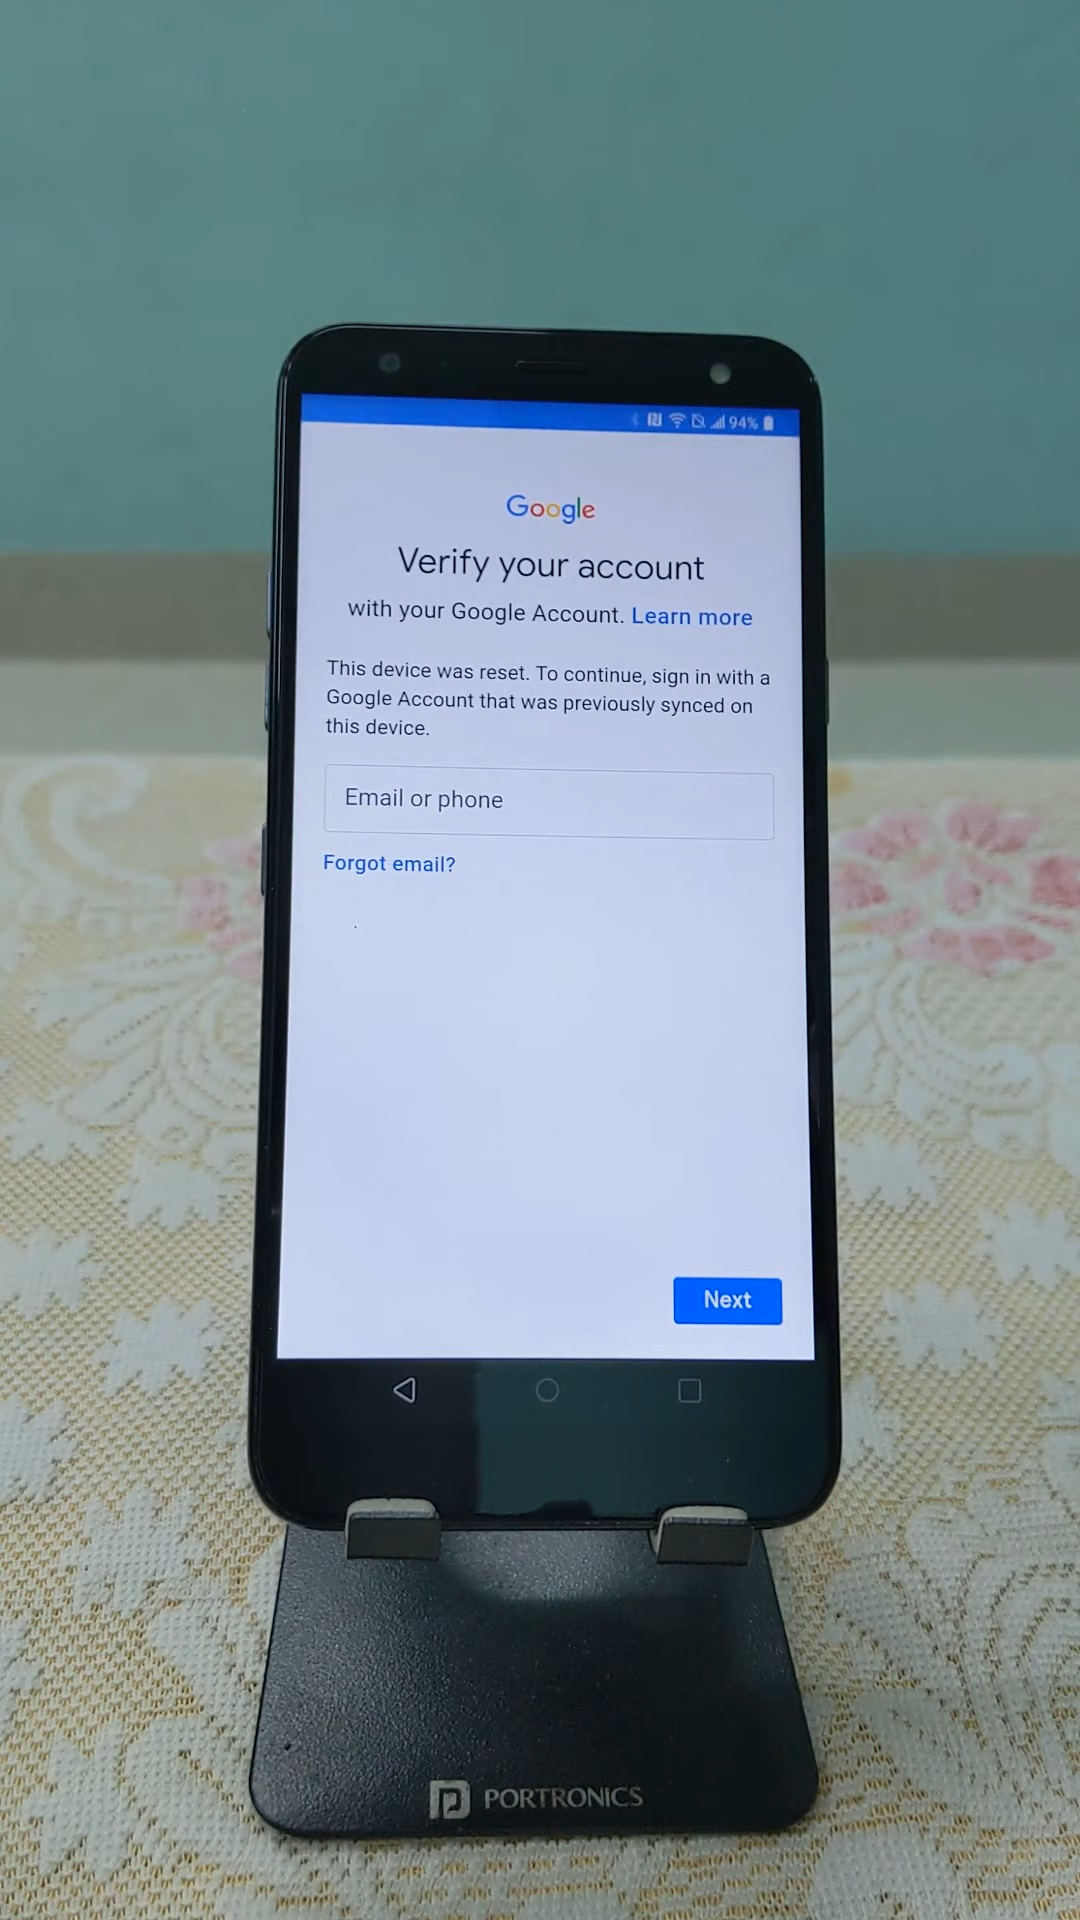 94%
Google
Verify your account
with your Google Account. Learn more
This device was reset. To continue, sign in with a
Google Account that was previously synced on
this device.
Email or phone
Forgot email?
Next
PORTRONICS